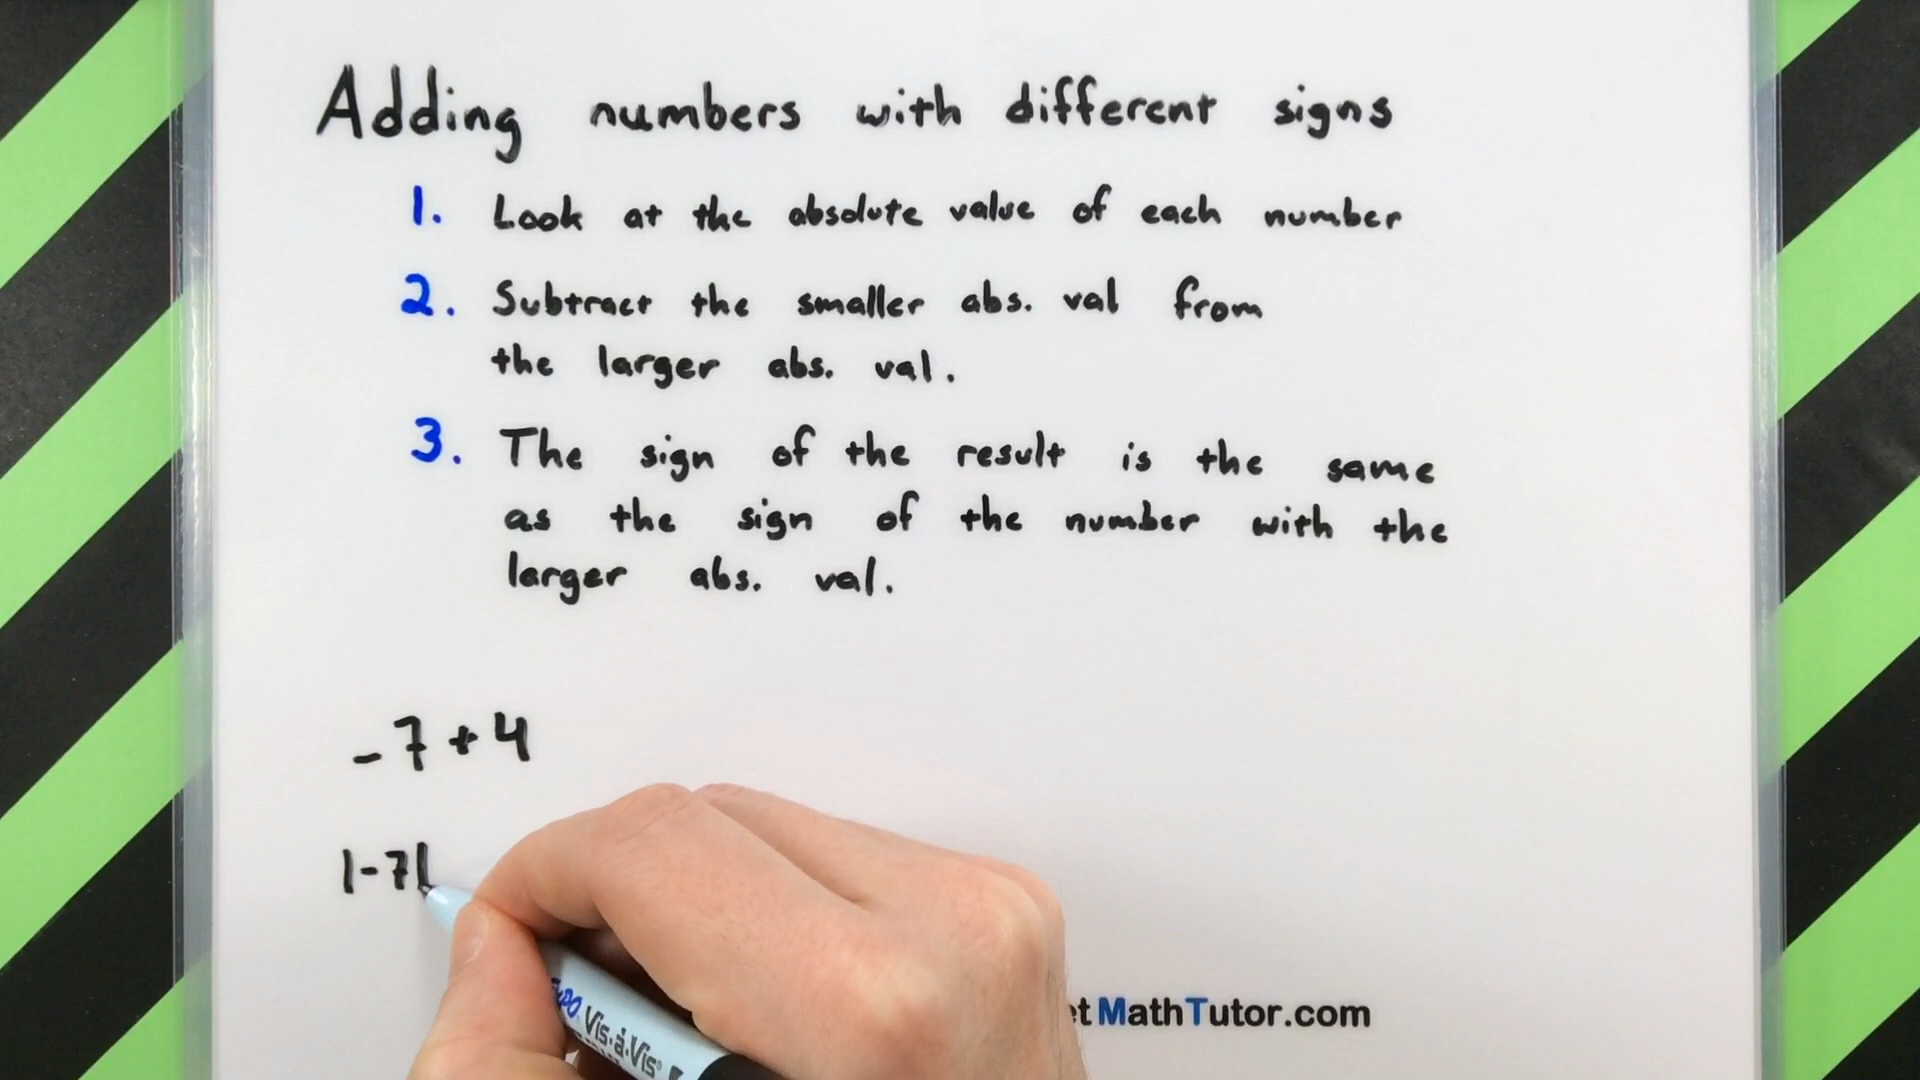 Adding numbers with different signs
1. Look at the absolute value of each number
2. Subtract the smaller abs. val from
the larger abs. val.
3. The sign of the result is the same
as the sign of the number with the
larger abs. val.
-7+4
|-7|
EXPO Vis-à-Vis®
etMathTutor.com